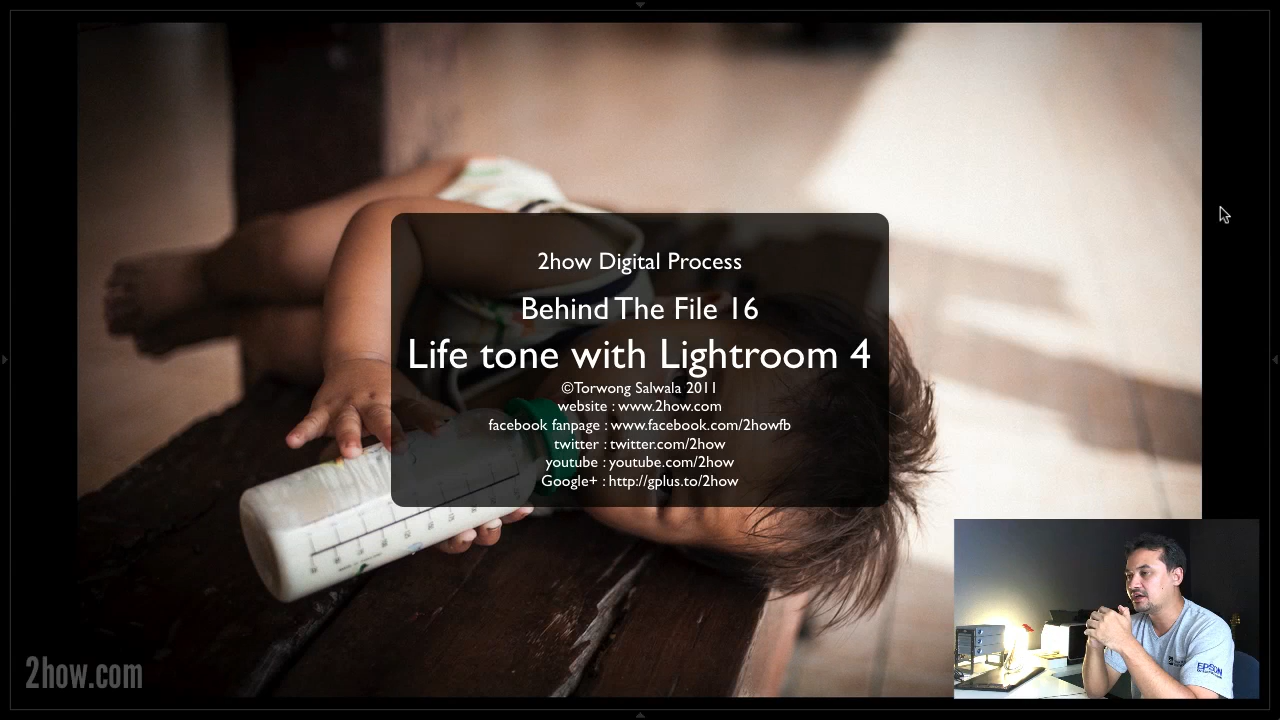 2how Digital Process
Behind The File 16
Life tone with Lightroom 4
©Torwong Salwala 2011
website : www.2how.com
facebook fanpage : www.facebook.com/2howfb
twitter : twitter.com/2how
youtube : youtube.com/2how
Google+ : http://gplus.to/2how
EPSON
2how.com